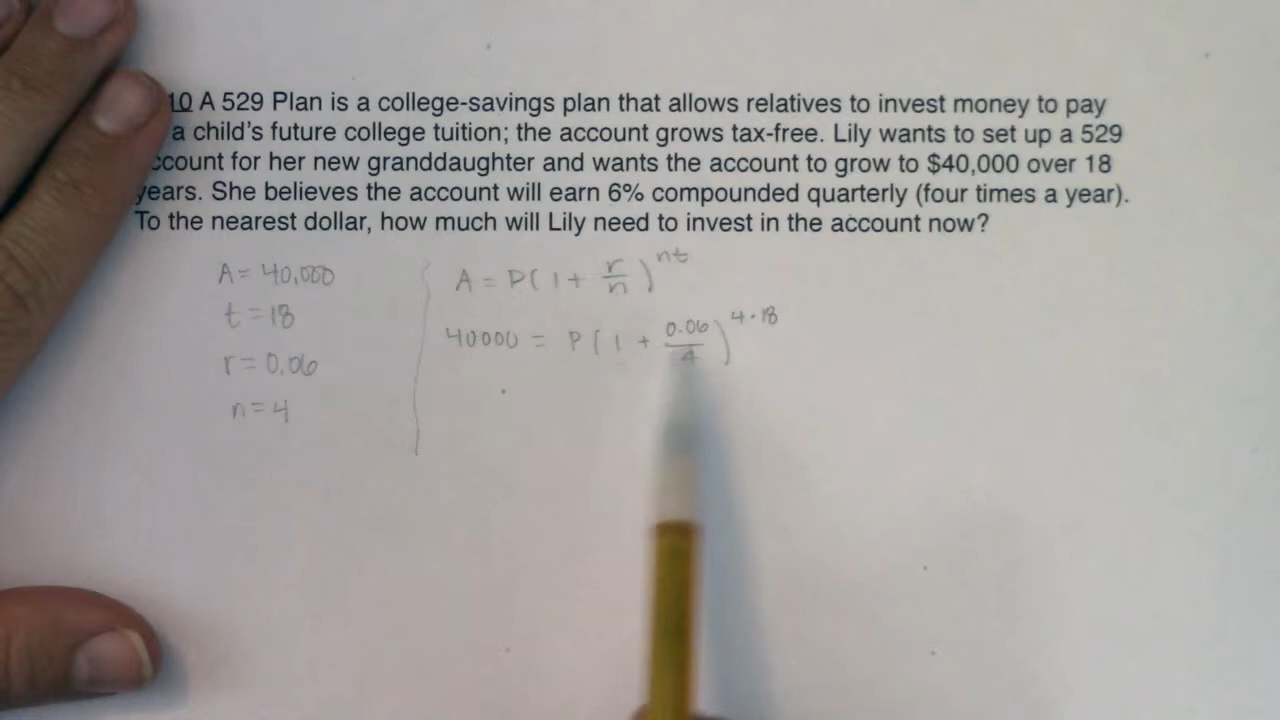 10 A 529 Plan is a college-savings plan that allows relatives to invest money to pay
a child's future college tuition; the account grows tax-free. Lily wants to set up a 529
ccount for her new granddaughter and wants the account to grow to $40,000 over 18
years. She believes the account will earn 6% compounded quarterly (four times a year).
To the nearest dollar, how much will Lily need to invest in the account now?
A = 40,000
t = 18
r = 0.06
n = 4
A = P(1 + r/n)^nt
40000 = P(1 + 0.06/4)^4·18